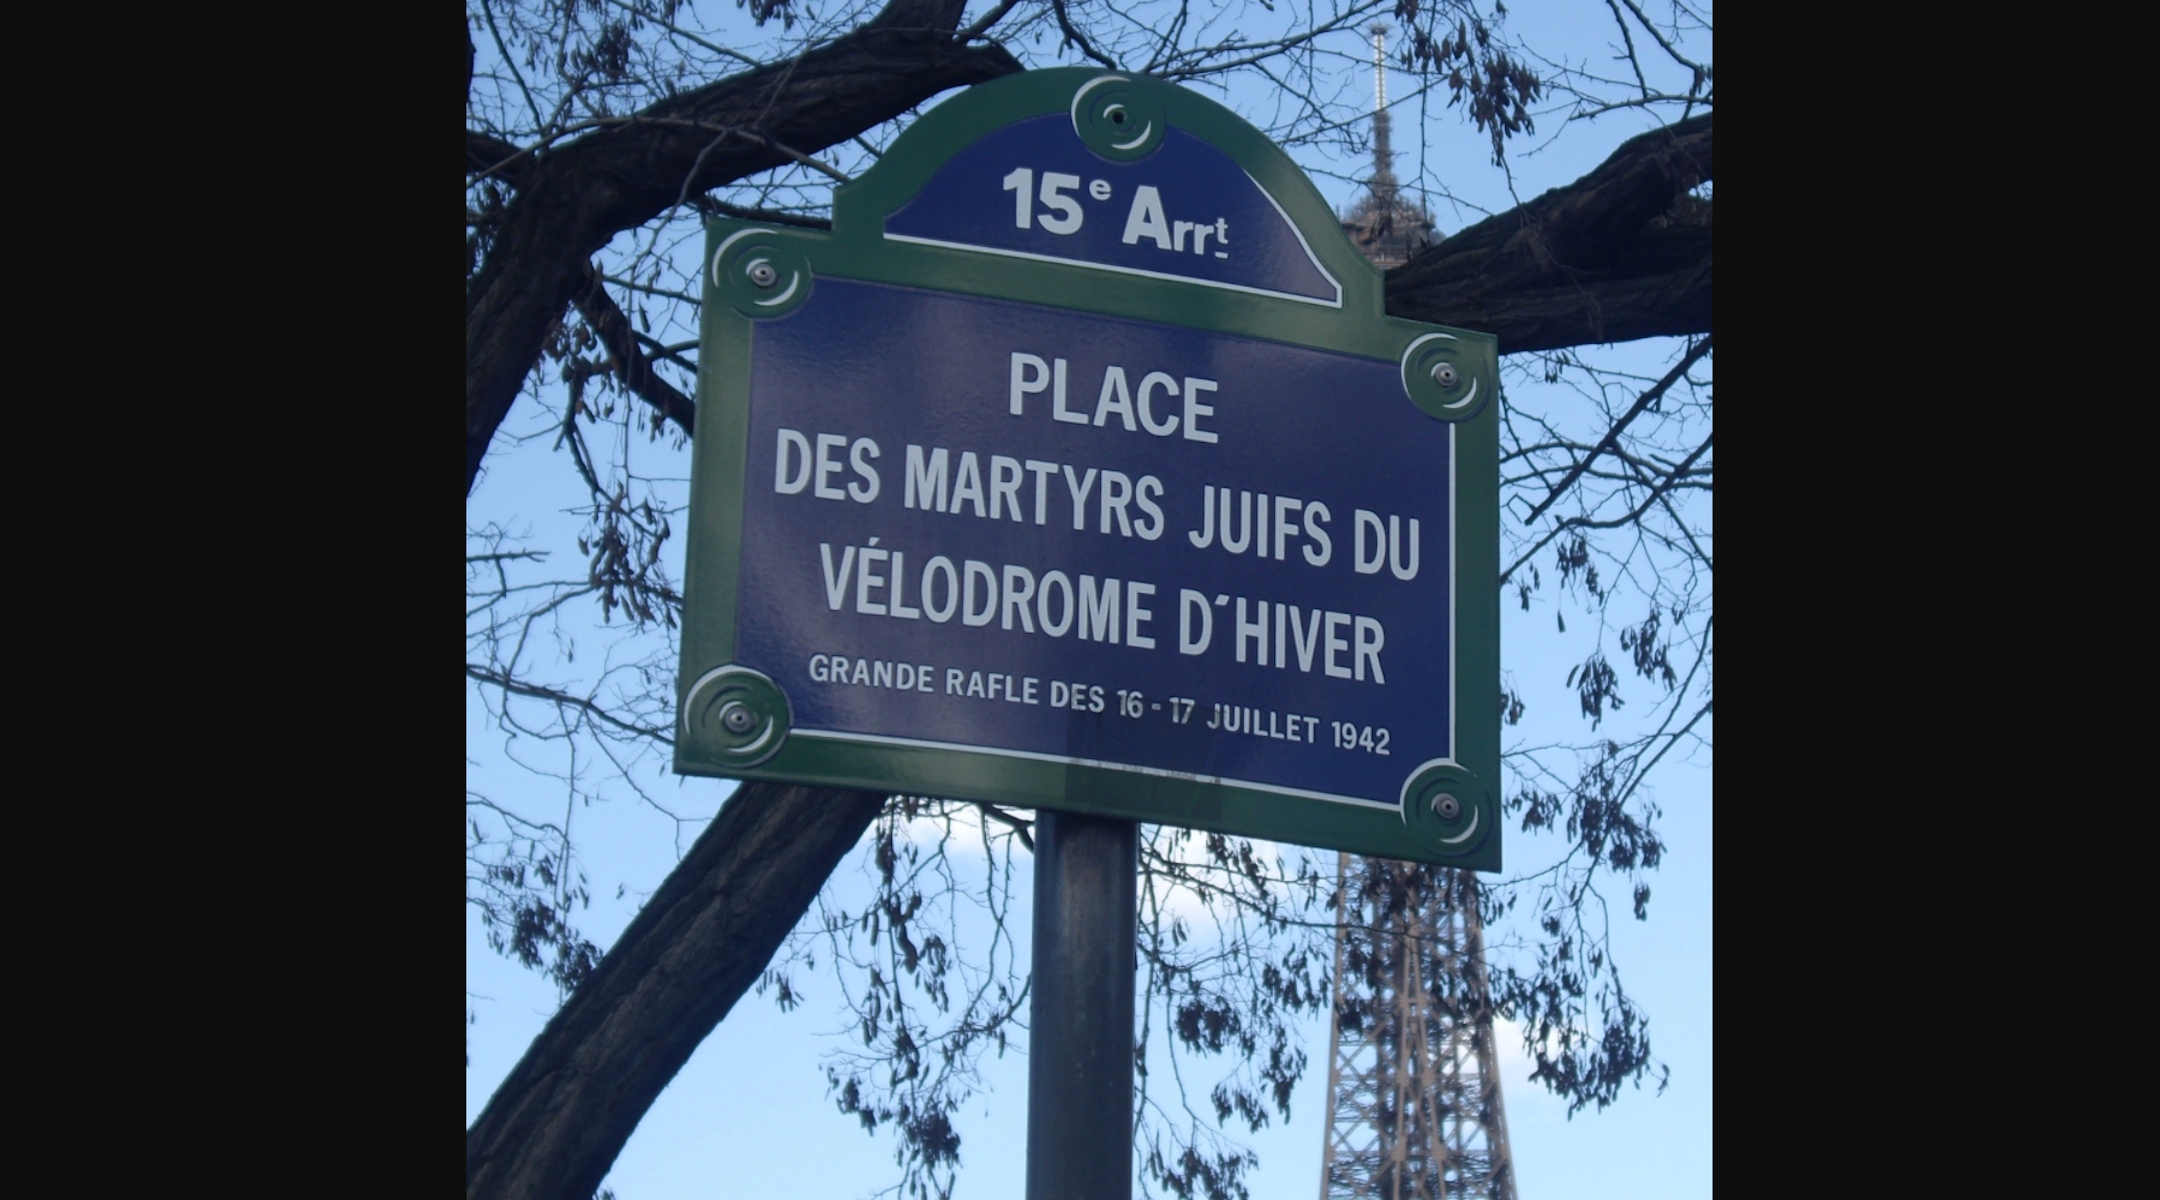 15e Arrt
PLACE
DES MARTYRS JUIFS DU
VÉLODROME D´HIVER
GRANDE RAFLE DES 16 - 17 JUILLET 1942